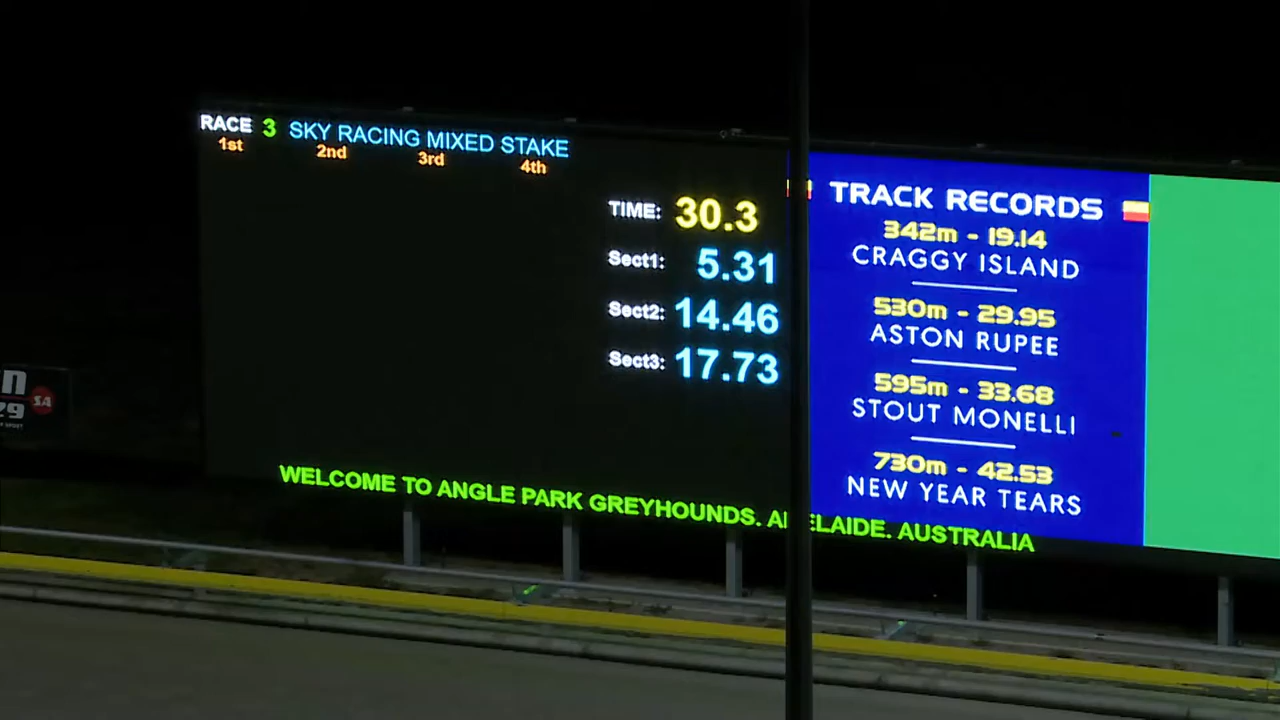 RACE 3 SKY RACING MIXED STAKE
1st 2nd 3rd 4th
TIME: 30.3
Sect1: 5.31
Sect2: 14.46
Sect3: 17.73
WELCOME TO ANGLE PARK GREYHOUNDS. ADELAIDE. AUSTRALIA
TRACK RECORDS
342m - 19.14
CRAGGY ISLAND
530m - 29.95
ASTON RUPEE
595m - 33.68
STOUT MONELLI
730m - 42.53
NEW YEAR TEARS
SA